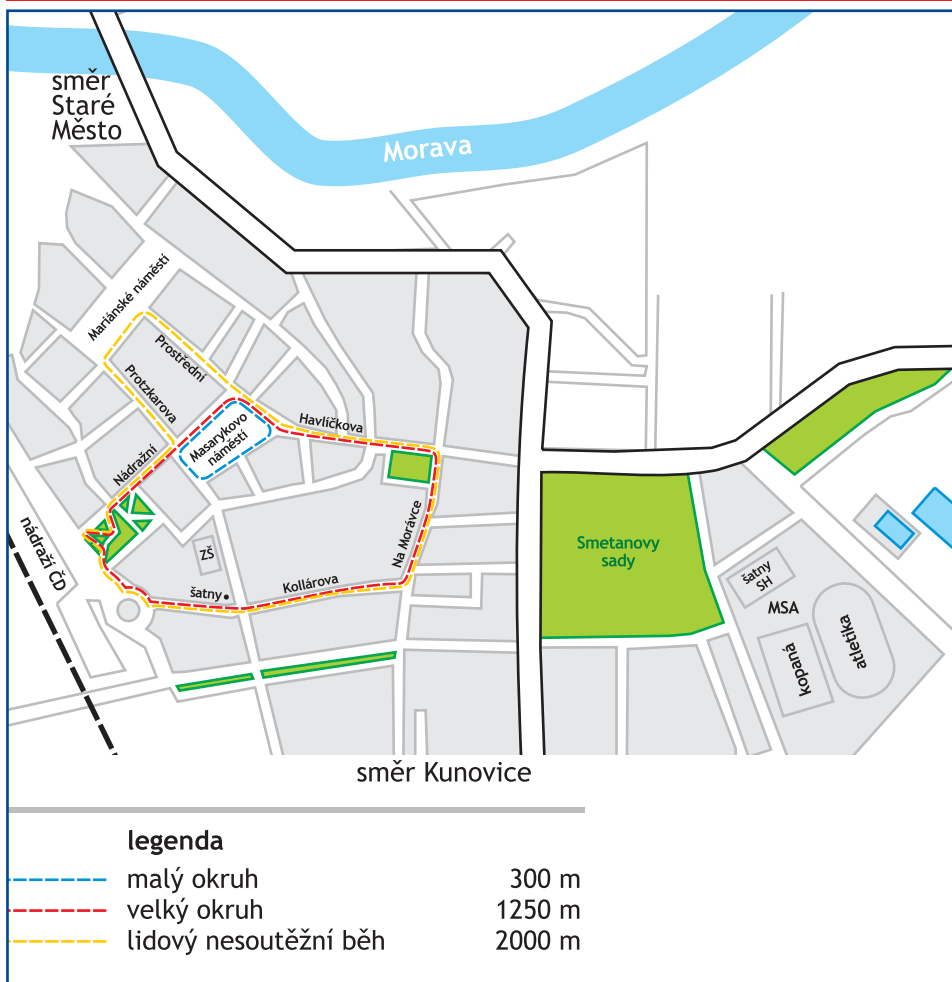 směr
Staré
Město
Morava
Mariánské náměstí
Prostřední
Protzkarova
Masarykovo
náměstí
Havlíčkova
Nádražní
Na Morávce
nádraží ČD
ZŠ
šatny
Kollárova
Smetanovy
sady
šatny
SH
MSA
kopaná
atletika
směr Kunovice
legenda
malý okruh 300 m
velký okruh 1250 m
lidový nesoutěžní běh 2000 m